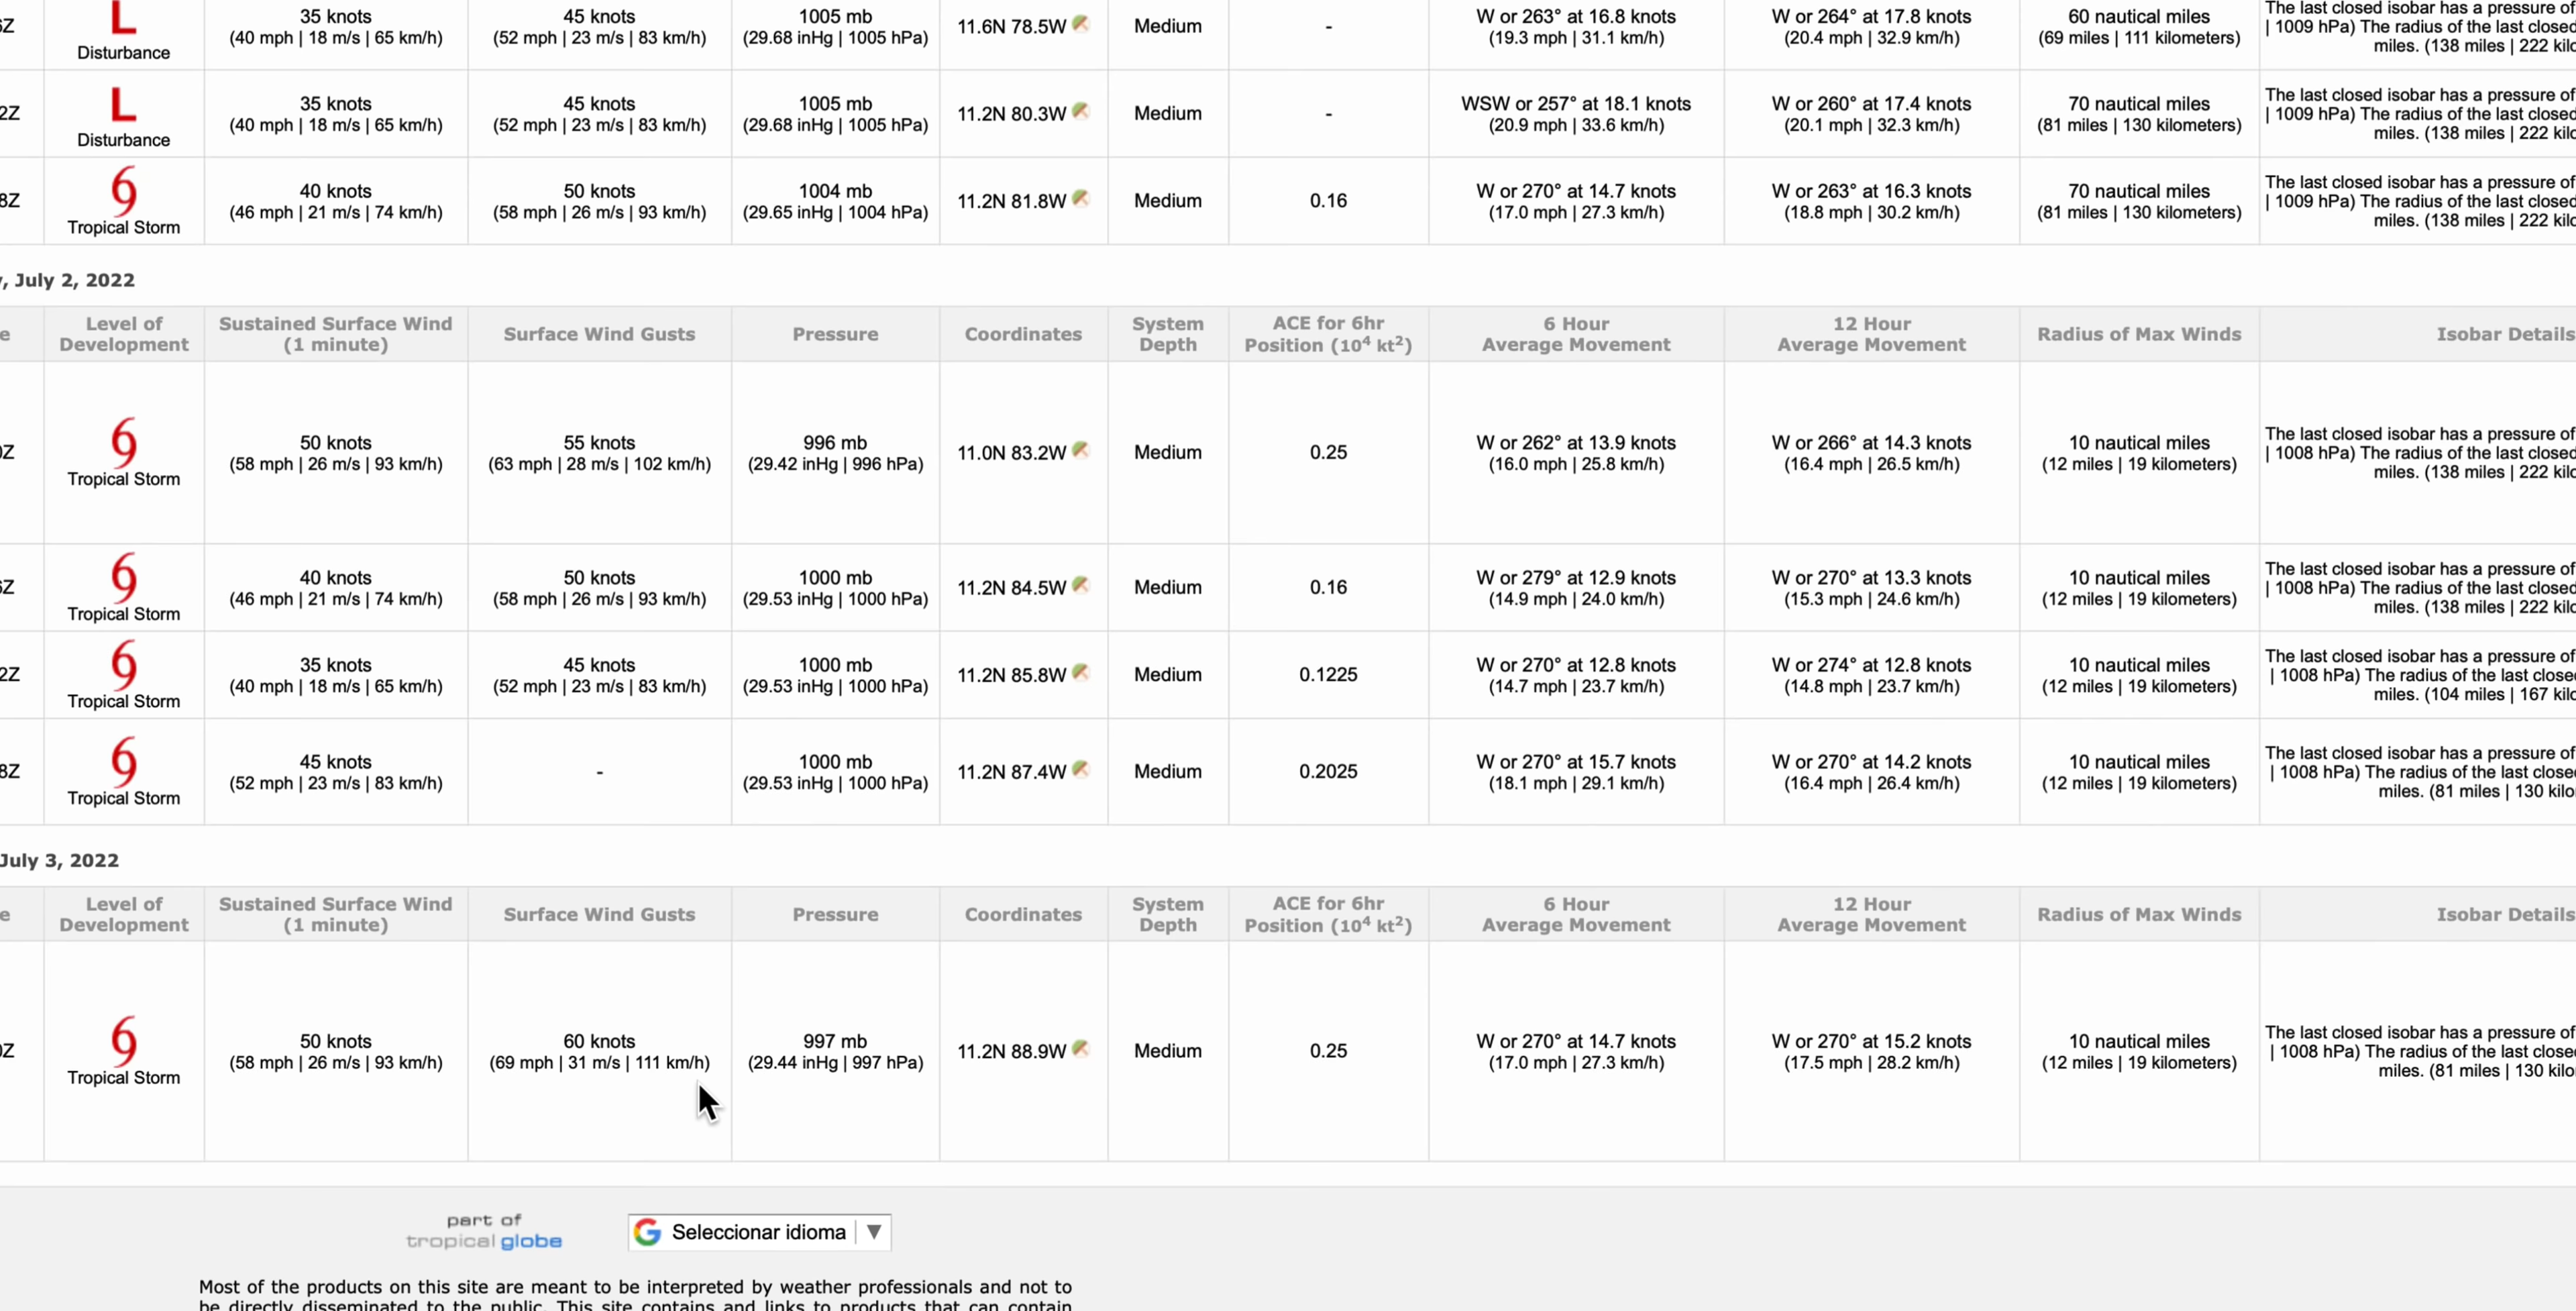 6Z
L
Disturbance
35 knots
(40 mph | 18 m/s | 65 km/h)
45 knots
(52 mph | 23 m/s | 83 km/h)
1005 mb
(29.68 inHg | 1005 hPa)
11.6N 78.5W
Medium
-
W or 263° at 16.8 knots
(19.3 mph | 31.1 km/h)
W or 264° at 17.8 knots
(20.4 mph | 32.9 km/h)
60 nautical miles
(69 miles | 111 kilometers)
The last closed isobar has a pressure of
| 1009 hPa) The radius of the last closed
miles. (138 miles | 222 kilo
2Z
L
Disturbance
35 knots
(40 mph | 18 m/s | 65 km/h)
45 knots
(52 mph | 23 m/s | 83 km/h)
1005 mb
(29.68 inHg | 1005 hPa)
11.2N 80.3W
Medium
-
WSW or 257° at 18.1 knots
(20.9 mph | 33.6 km/h)
W or 260° at 17.4 knots
(20.1 mph | 32.3 km/h)
70 nautical miles
(81 miles | 130 kilometers)
The last closed isobar has a pressure of
| 1009 hPa) The radius of the last closed
miles. (138 miles | 222 kilo
8Z
Tropical Storm
40 knots
(46 mph | 21 m/s | 74 km/h)
50 knots
(58 mph | 26 m/s | 93 km/h)
1004 mb
(29.65 inHg | 1004 hPa)
11.2N 81.8W
Medium
0.16
W or 270° at 14.7 knots
(17.0 mph | 27.3 km/h)
W or 263° at 16.3 knots
(18.8 mph | 30.2 km/h)
70 nautical miles
(81 miles | 130 kilometers)
The last closed isobar has a pressure of
| 1009 hPa) The radius of the last closed
miles. (138 miles | 222 kilo
, July 2, 2022
e
Level of
Development
Sustained Surface Wind
(1 minute)
Surface Wind Gusts
Pressure
Coordinates
System
Depth
ACE for 6hr
Position (10⁴ kt²)
6 Hour
Average Movement
12 Hour
Average Movement
Radius of Max Winds
Isobar Details
0Z
Tropical Storm
50 knots
(58 mph | 26 m/s | 93 km/h)
55 knots
(63 mph | 28 m/s | 102 km/h)
996 mb
(29.42 inHg | 996 hPa)
11.0N 83.2W
Medium
0.25
W or 262° at 13.9 knots
(16.0 mph | 25.8 km/h)
W or 266° at 14.3 knots
(16.4 mph | 26.5 km/h)
10 nautical miles
(12 miles | 19 kilometers)
The last closed isobar has a pressure of
| 1008 hPa) The radius of the last closed
miles. (138 miles | 222 kilo
6Z
Tropical Storm
40 knots
(46 mph | 21 m/s | 74 km/h)
50 knots
(58 mph | 26 m/s | 93 km/h)
1000 mb
(29.53 inHg | 1000 hPa)
11.2N 84.5W
Medium
0.16
W or 279° at 12.9 knots
(14.9 mph | 24.0 km/h)
W or 270° at 13.3 knots
(15.3 mph | 24.6 km/h)
10 nautical miles
(12 miles | 19 kilometers)
The last closed isobar has a pressure of
| 1008 hPa) The radius of the last closed
miles. (138 miles | 222 kilo
2Z
Tropical Storm
35 knots
(40 mph | 18 m/s | 65 km/h)
45 knots
(52 mph | 23 m/s | 83 km/h)
1000 mb
(29.53 inHg | 1000 hPa)
11.2N 85.8W
Medium
0.1225
W or 270° at 12.8 knots
(14.7 mph | 23.7 km/h)
W or 274° at 12.8 knots
(14.8 mph | 23.7 km/h)
10 nautical miles
(12 miles | 19 kilometers)
The last closed isobar has a pressure of
| 1008 hPa) The radius of the last close
miles. (104 miles | 167 kilo
8Z
Tropical Storm
45 knots
(52 mph | 23 m/s | 83 km/h)
-
1000 mb
(29.53 inHg | 1000 hPa)
11.2N 87.4W
Medium
0.2025
W or 270° at 15.7 knots
(18.1 mph | 29.1 km/h)
W or 270° at 14.2 knots
(16.4 mph | 26.4 km/h)
10 nautical miles
(12 miles | 19 kilometers)
The last closed isobar has a pressure of
| 1008 hPa) The radius of the last close
miles. (81 miles | 130 kilo
July 3, 2022
e
Level of
Development
Sustained Surface Wind
(1 minute)
Surface Wind Gusts
Pressure
Coordinates
System
Depth
ACE for 6hr
Position (10⁴ kt²)
6 Hour
Average Movement
12 Hour
Average Movement
Radius of Max Winds
Isobar Details
0Z
Tropical Storm
50 knots
(58 mph | 26 m/s | 93 km/h)
60 knots
(69 mph | 31 m/s | 111 km/h)
997 mb
(29.44 inHg | 997 hPa)
11.2N 88.9W
Medium
0.25
W or 270° at 14.7 knots
(17.0 mph | 27.3 km/h)
W or 270° at 15.2 knots
(17.5 mph | 28.2 km/h)
10 nautical miles
(12 miles | 19 kilometers)
The last closed isobar has a pressure of
| 1008 hPa) The radius of the last close
miles. (81 miles | 130 kilo
part of
tropical globe
G Seleccionar idioma ▼
Most of the products on this site are meant to be interpreted by weather professionals and not to
be directly disseminated to the public. This site contains and links to products that can contain